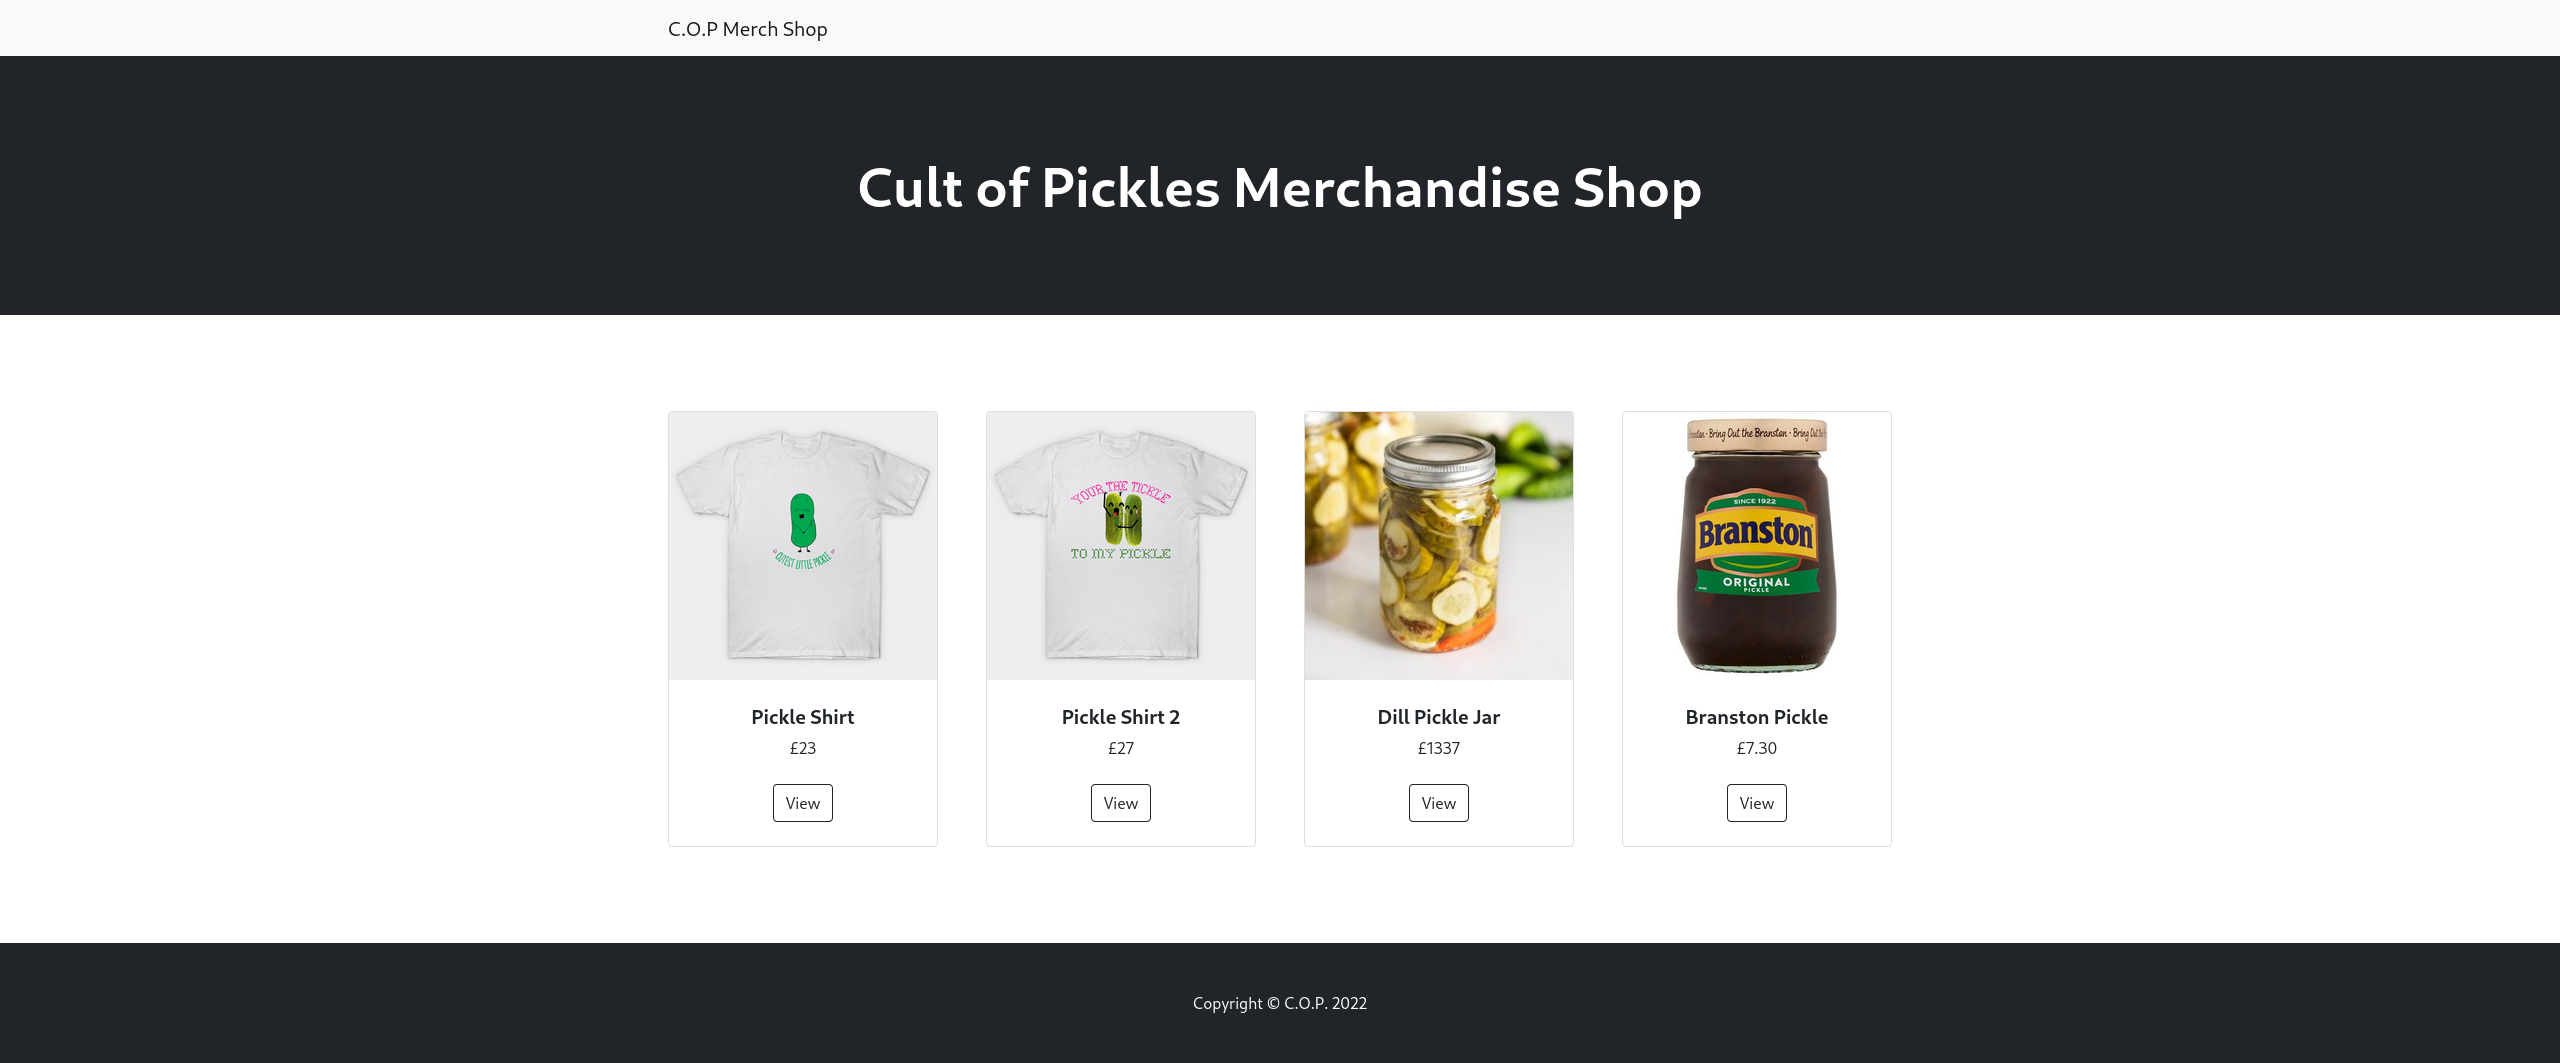 C.O.P Merch Shop
Cult of Pickles Merchandise Shop
CUTEST LITTLE PICKLE
YOUR THE TICKLE
TO MY PICKLE
Bring Out the Branston • Bring Out the
SINCE 1922
Branston
ORIGINAL
PICKLE
Pickle Shirt
£23
View
Pickle Shirt 2
£27
View
Dill Pickle Jar
£1337
View
Branston Pickle
£7.30
View
Copyright © C.O.P. 2022